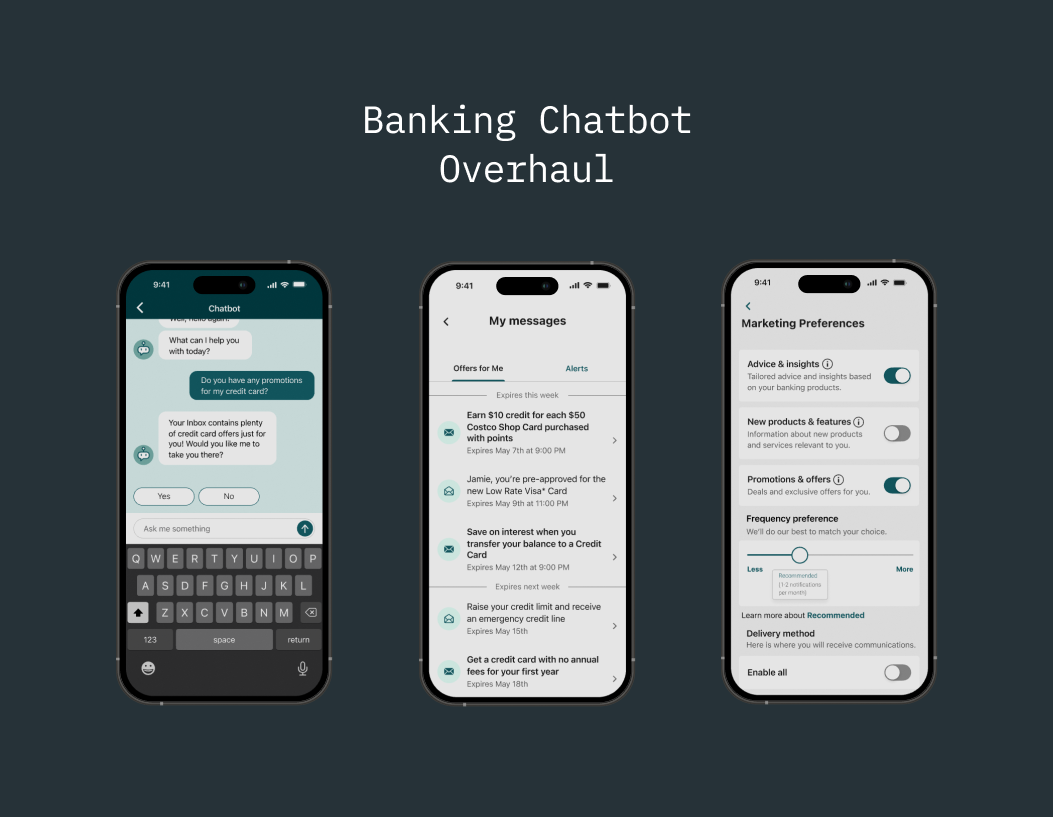 Banking Chatbot
Overhaul
9:41
Chatbot
Well, hello again!
What can I help you
with today?
Do you have any promotions
for my credit card?
Your Inbox contains plenty
of credit card offers just for
you! Would you like me to
take you there?
Yes No
Ask me something
Q W E R T Y U I O P
A S D F G H J K L
Z X C V B N M
123 space return
9:41
My messages
Offers for Me Alerts
Expires this week
Earn $10 credit for each $50
Costco Shop Card purchased
with points
Expires May 7th at 9:00 PM
Jamie, you're pre-approved for the
new Low Rate Visa* Card
Expires May 9th at 11:00 PM
Save on interest when you
transfer your balance to a Credit
Card
Expires May 12th at 9:00 PM
Expires next week
Raise your credit limit and receive
an emergency credit line
Expires May 15th
Get a credit card with no annual
fees for your first year
Expires May 18th
9:41
Marketing Preferences
Advice & insights
Tailored advice and insights based
on your banking products.
New products & features
Information about new products
and services relevant to you.
Promotions & offers
Deals and exclusive offers for you.
Frequency preference
We'll do our best to match your choice.
Less More
Recommended
(1-2 notifications
per month)
Learn more about Recommended
Delivery method
Here is where you will receive communications.
Enable all